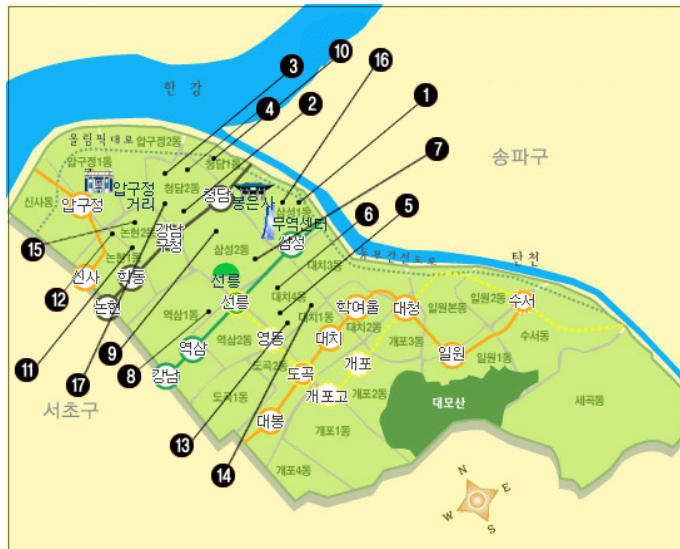 3
10
16
4
2
1
7
6
5
15
12
11
17
9
8
13
14
한강
송파구
서초구
탄천
올림픽대로
동부간선도로
압구정2동
압구정1동
신사동
압구정
압구정
거리
청담1동
청담2동
청담
봉은사
삼성1동
무역센터
삼성
논현2동
논현1동
강남
구청
학동
신사
논현
삼성2동
대치3동
선릉
선릉
대치4동
대치1동
역삼1동
역삼2동
역삼
강남
영동
도곡2동
도곡1동
도곡
대치
대치2동
학여울
대청
개포3동
개포
개포2동
개포고
개포1동
개포4동
대봉
일원본동
일원2동
수서
수서동
일원1동
일원
대모산
세곡동
N
E
W
S